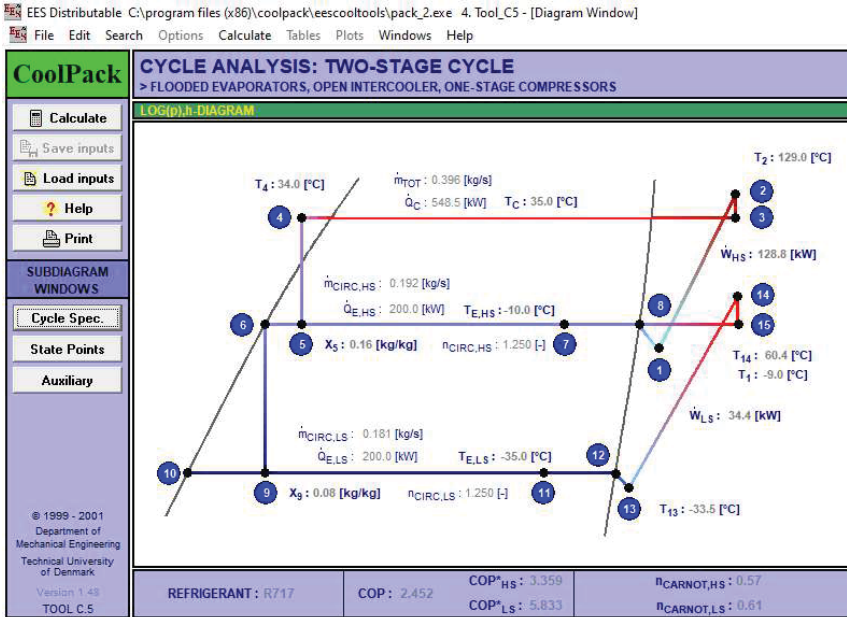 EES Distributable C:\program files (x86)\coolpack\eescooltools\pack_2.exe 4. Tool_C5 - [Diagram Window]
File Edit Search Options Calculate Tables Plots Windows Help
CoolPack
CYCLE ANALYSIS: TWO-STAGE CYCLE
> FLOODED EVAPORATORS, OPEN INTERCOOLER, ONE-STAGE COMPRESSORS
LOG(p),h-DIAGRAM
Calculate
Save inputs
Load inputs
? Help
Print
SUBDIAGRAM
WINDOWS
Cycle Spec.
State Points
Auxiliary
© 1999 - 2001
Department of
Mechanical Engineering
Technical University
of Denmark
Version 1.48
TOOL C.5
T2 : 129.0 [°C]
T4 : 34.0 [°C]
ṁTOT : 0.396 [kg/s]
Q̇C : 548.5 [kW]
TC : 35.0 [°C]
2
4
3
ẆHS : 128.8 [kW]
ṁCIRC,HS : 0.192 [kg/s]
Q̇E,HS : 200.0 [kW]
TE,HS : -10.0 [°C]
8
14
6
15
5
X5 : 0.16 [kg/kg]
nCIRC,HS : 1.250 [-]
7
1
T14 : 60.4 [°C]
T1 : -9.0 [°C]
ẆLS : 34.4 [kW]
ṁCIRC,LS : 0.181 [kg/s]
Q̇E,LS : 200.0 [kW]
TE,LS : -35.0 [°C]
12
10
9
X9 : 0.08 [kg/kg]
nCIRC,LS : 1.250 [-]
11
13
T13 : -33.5 [°C]
REFRIGERANT : R717
COP : 2.452
COP*HS : 3.359
COP*LS : 5.833
ηCARNOT,HS : 0.57
ηCARNOT,LS : 0.61